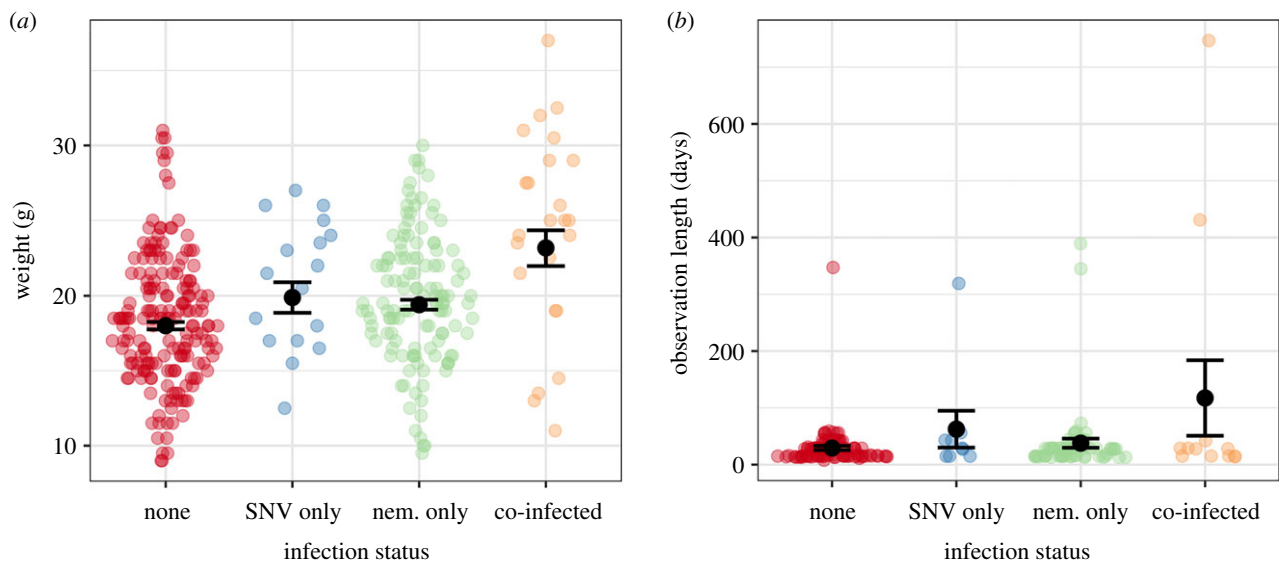 (a)
weight (g)
30
20
10
none
SNV only
nem. only
co-infected
infection status
(b)
observation length (days)
600
400
200
0
none
SNV only
nem. only
co-infected
infection status